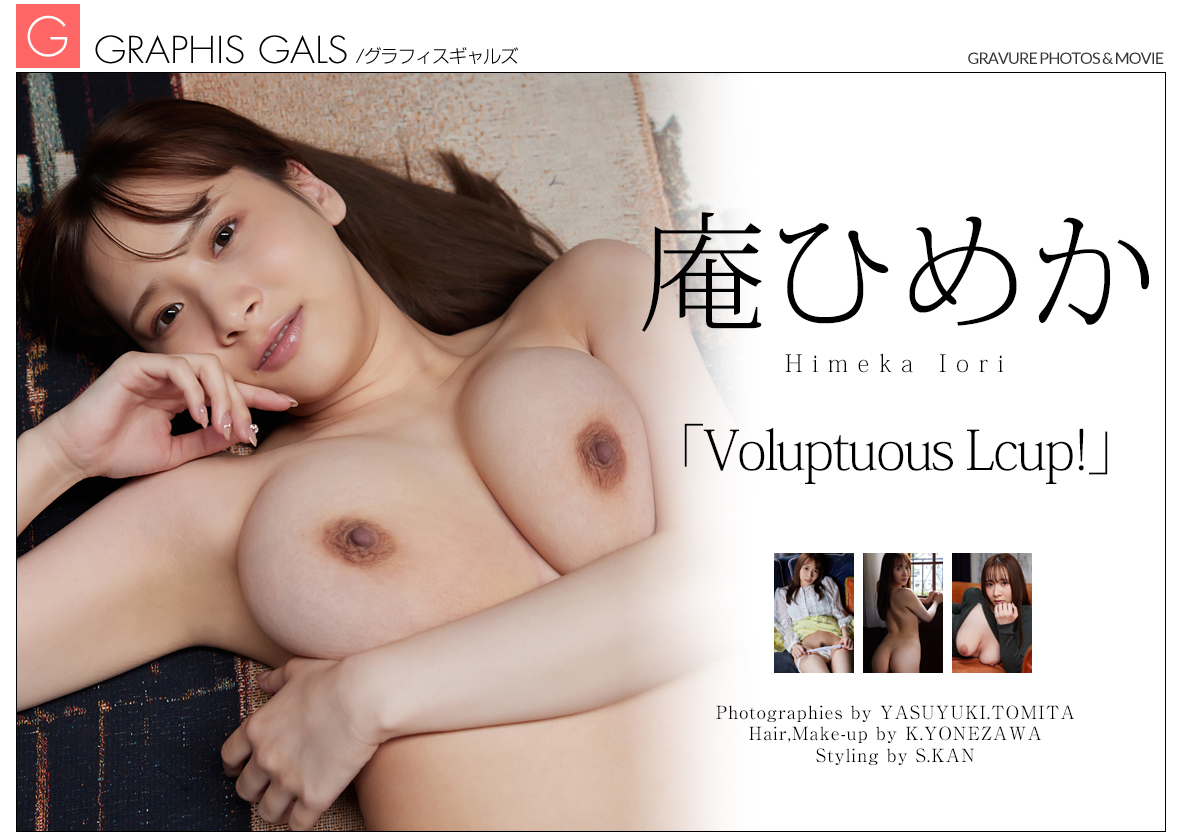 G
GRAPHIS GALS /グラフィスギャルズ
GRAVURE PHOTOS & MOVIE
庵ひめか
Himeka Iori
「Voluptuous Lcup!」
Photographies by YASUYUKI.TOMITA
Hair,Make-up by K.YONEZAWA
Styling by S.KAN